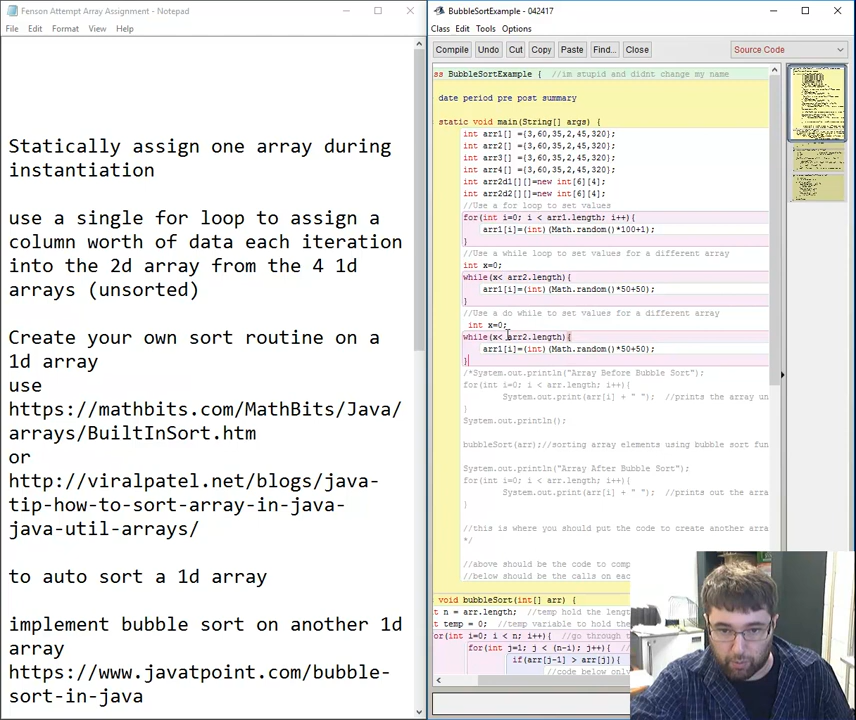 Fenson Attempt Array Assignment - Notepad
File Edit Format View Help
Statically assign one array during
instantiation
use a single for loop to assign a
column worth of data each iteration
into the 2d array from the 4 1d
arrays (unsorted)
Create your own sort routine on a
1d array
use
https://mathbits.com/MathBits/Java/
arrays/BuiltInSort.htm
or
http://viralpatel.net/blogs/java-
tip-how-to-sort-array-in-java-
java-util-arrays/
to auto sort a 1d array
implement bubble sort on another 1d
array
https://www.javatpoint.com/bubble-
sort-in-java
BubbleSortExample - 042417
Class Edit Tools Options
Compile Undo Cut Copy Paste Find... Close Source Code
ss BubbleSortExample { //im stupid and didnt change my name
date period pre post summary
static void main(String[] args) {
int arr1[] ={3,60,35,2,45,320};
int arr2[] ={3,60,35,2,45,320};
int arr3[] ={3,60,35,2,45,320};
int arr4[] ={3,60,35,2,45,320};
int arr2d1[][]=new int[6][4];
int arr2d2[][]=new int[6][4];
//Use a for loop to set values
for(int i=0; i < arr1.length; i++){
arr1[i]=(int)(Math.random()*100+1);
}
//Use a while loop to set values for a different array
int x=0;
while(x< arr2.length){
arr1[i]=(int)(Math.random()*50+50);
}
//Use a do while to set values for a different array
int x=0;
while(x< arr2.length){
arr1[i]=(int)(Math.random()*50+50);
}
/*System.out.println("Array Before Bubble Sort");
for(int i=0; i < arr.length; i++){
System.out.print(arr[i] + " "); //prints the array un
}
System.out.println();
bubbleSort(arr);//sorting array elements using bubble sort fun
System.out.println("Array After Bubble Sort");
for(int i=0; i < arr.length; i++){
System.out.print(arr[i] + " "); //prints out the arra
}
//this is where you should put the code to create another arra
*/
//above should be the code to comp
//below should be the calls on eac
void bubbleSort(int[] arr) {
t n = arr.length; //temp hold the lengt
t temp = 0; //temp variable to hold the
or(int i=0; i < n; i++){ //go through t
for(int j=1; j < (n-i); j++){ //
if(arr[j-1] > arr[j]){
//code below onl